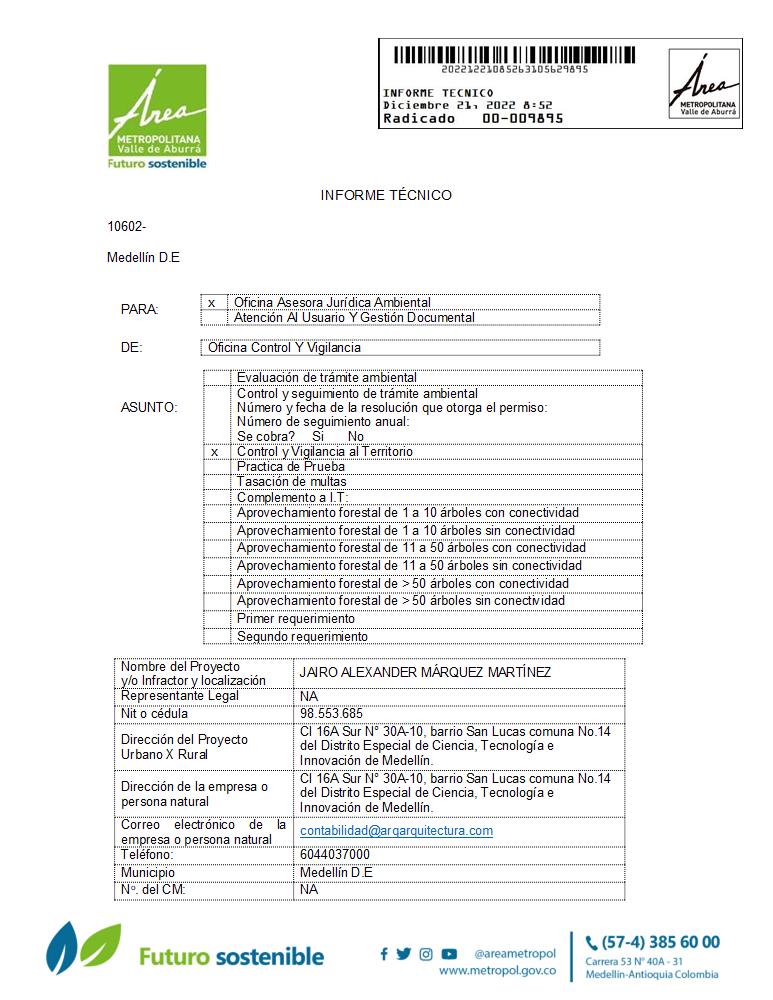 20221221085263105629895
INFORME TECNICO
Diciembre 21, 2022 8:52
Radicado 00-009895
Área
METROPOLITANA
Valle de Aburrá
Área
METROPOLITANA
Valle de Aburrá
Futuro sostenible
INFORME TÉCNICO
10602-
Medellín D.E
PARA:
x Oficina Asesora Jurídica Ambiental
Atención Al Usuario Y Gestión Documental
DE:
Oficina Control Y Vigilancia
ASUNTO:
Evaluación de trámite ambiental
Control y seguimiento de trámite ambiental
Número y fecha de la resolución que otorga el permiso:
Número de seguimiento anual:
Se cobra? Si No
x Control y Vigilancia al Territorio
Practica de Prueba
Tasación de multas
Complemento a I.T:
Aprovechamiento forestal de 1 a 10 árboles con conectividad
Aprovechamiento forestal de 1 a 10 árboles sin conectividad
Aprovechamiento forestal de 11 a 50 árboles con conectividad
Aprovechamiento forestal de 11 a 50 árboles sin conectividad
Aprovechamiento forestal de > 50 árboles con conectividad
Aprovechamiento forestal de > 50 árboles sin conectividad
Primer requerimiento
Segundo requerimiento
Nombre del Proyecto
y/o Infractor y localización
JAIRO ALEXANDER MÁRQUEZ MARTÍNEZ
Representante Legal
NA
Nit o cédula
98.553.685
Dirección del Proyecto
Urbano X Rural
Cl 16A Sur N° 30A-10, barrio San Lucas comuna No.14
del Distrito Especial de Ciencia, Tecnología e
Innovación de Medellín.
Dirección de la empresa o
persona natural
Cl 16A Sur N° 30A-10, barrio San Lucas comuna No.14
del Distrito Especial de Ciencia, Tecnología e
Innovación de Medellín.
Correo electrónico de la
empresa o persona natural
contabilidad@arqarquitectura.com
Teléfono:
6044037000
Municipio
Medellín D.E
Nº. del CM:
NA
Futuro sostenible
@areametropol
www.metropol.gov.co
(57-4) 385 60 00
Carrera 53 N° 40A - 31
Medellín-Antioquia Colombia